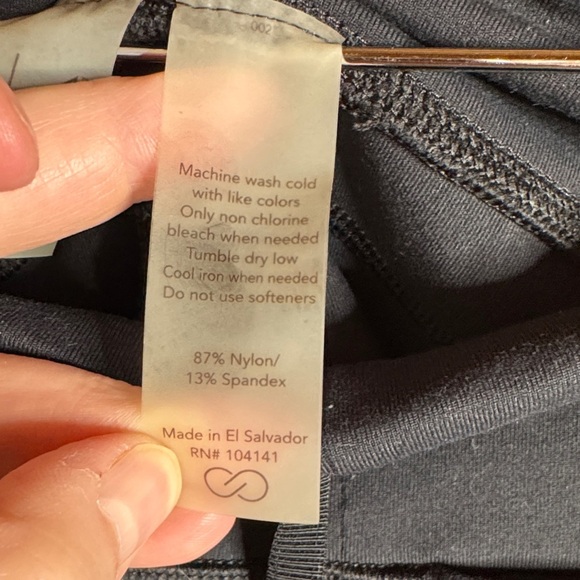 002
Machine wash cold
with like colors
Only non chlorine
bleach when needed
Tumble dry low
Cool iron when needed
Do not use softeners
87% Nylon/
13% Spandex
Made in El Salvador
RN# 104141